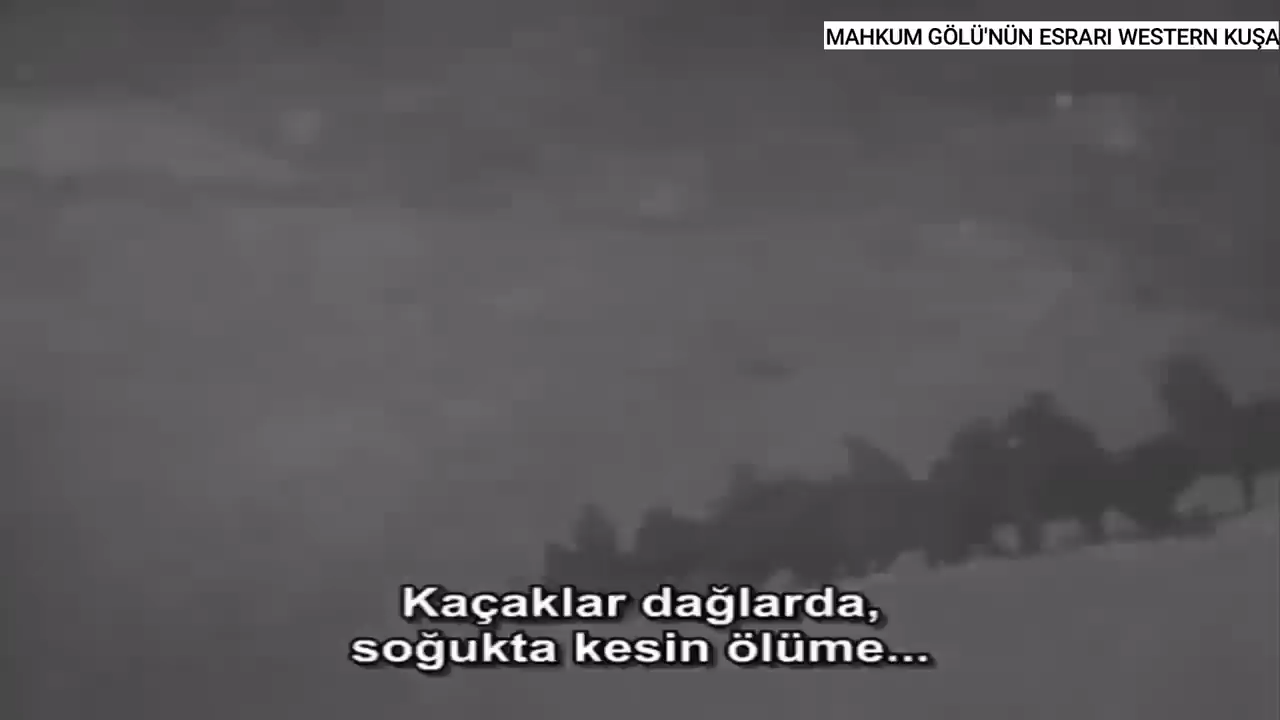 MAHKUM GÖLÜ'NÜN ESRARI WESTERN KUŞA
Kaçaklar dağlarda,
soğukta kesin ölüme...